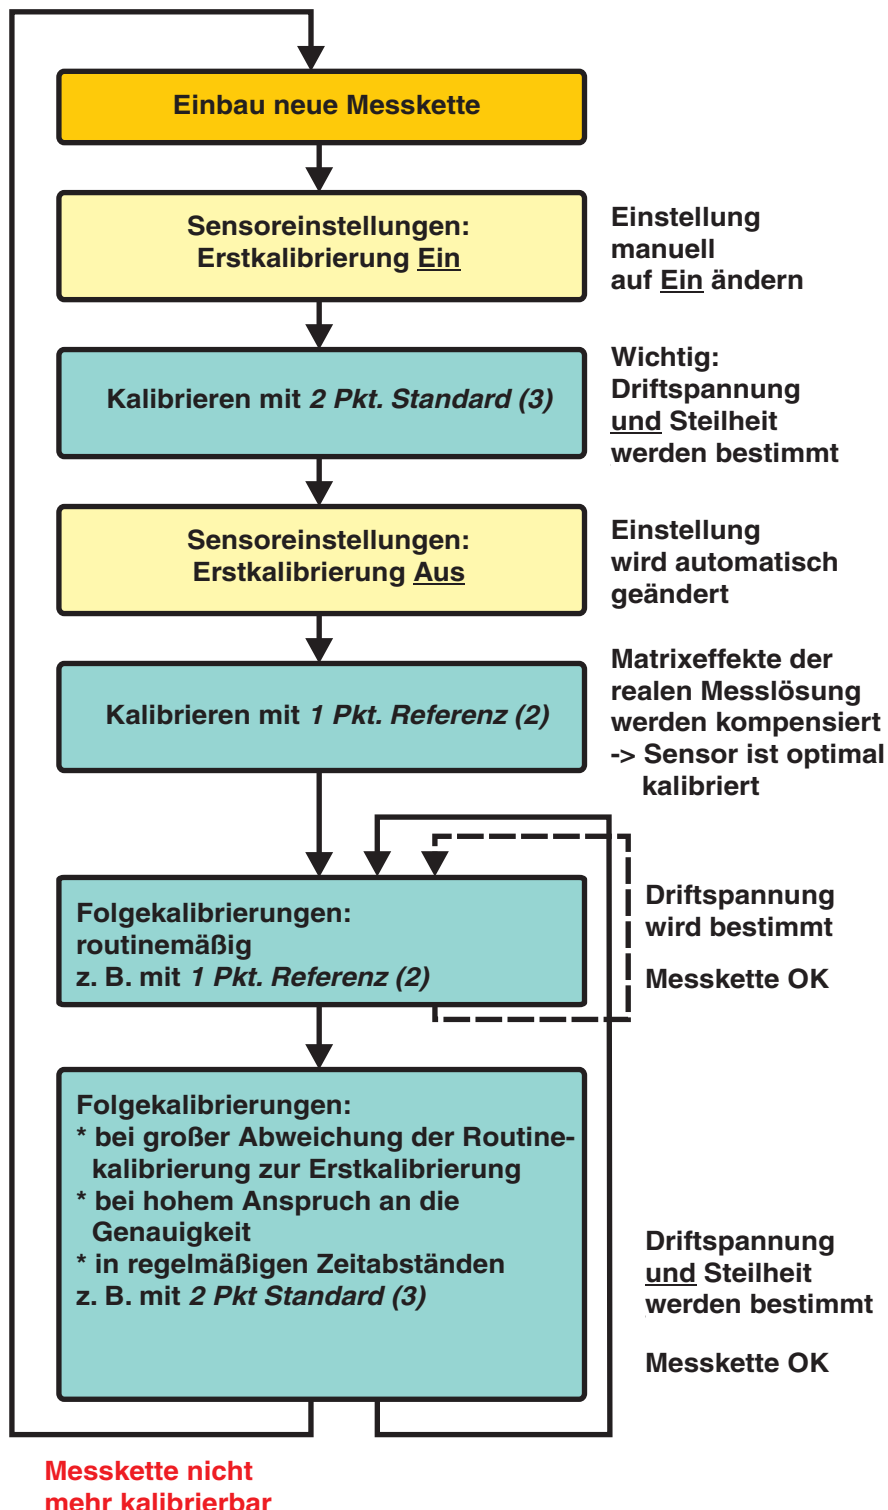 Einbau neue Messkette
Sensoreinstellungen:
Erstkalibrierung Ein
Einstellung
manuell
auf Ein ändern
Kalibrieren mit 2 Pkt. Standard (3)
Wichtig:
Driftspannung
und Steilheit
werden bestimmt
Sensoreinstellungen:
Erstkalibrierung Aus
Einstellung
wird automatisch
geändert
Kalibrieren mit 1 Pkt. Referenz (2)
Matrixeffekte der
realen Messlösung
werden kompensiert
-> Sensor ist optimal
kalibriert
Folgekalibrierungen:
routinemäßig
z. B. mit 1 Pkt. Referenz (2)
Driftspannung
wird bestimmt
Messkette OK
Folgekalibrierungen:
* bei großer Abweichung der Routine-
kalibrierung zur Erstkalibrierung
* bei hohem Anspruch an die
Genauigkeit
* in regelmäßigen Zeitabständen
z. B. mit 2 Pkt Standard (3)
Driftspannung
und Steilheit
werden bestimmt
Messkette OK
Messkette nicht
mehr kalibrierbar